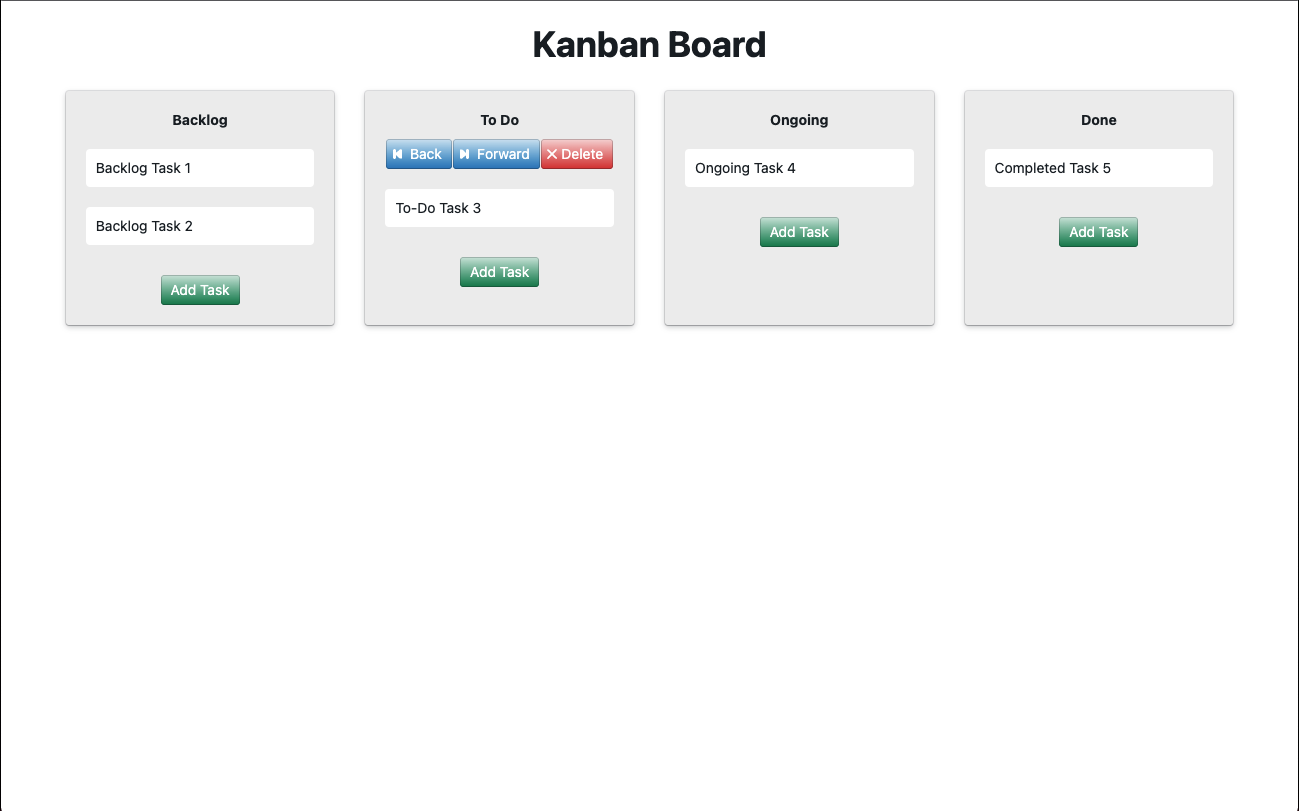 Kanban Board
Backlog
Backlog Task 1
Backlog Task 2
Add Task
To Do
Back Forward Delete
To-Do Task 3
Add Task
Ongoing
Ongoing Task 4
Add Task
Done
Completed Task 5
Add Task